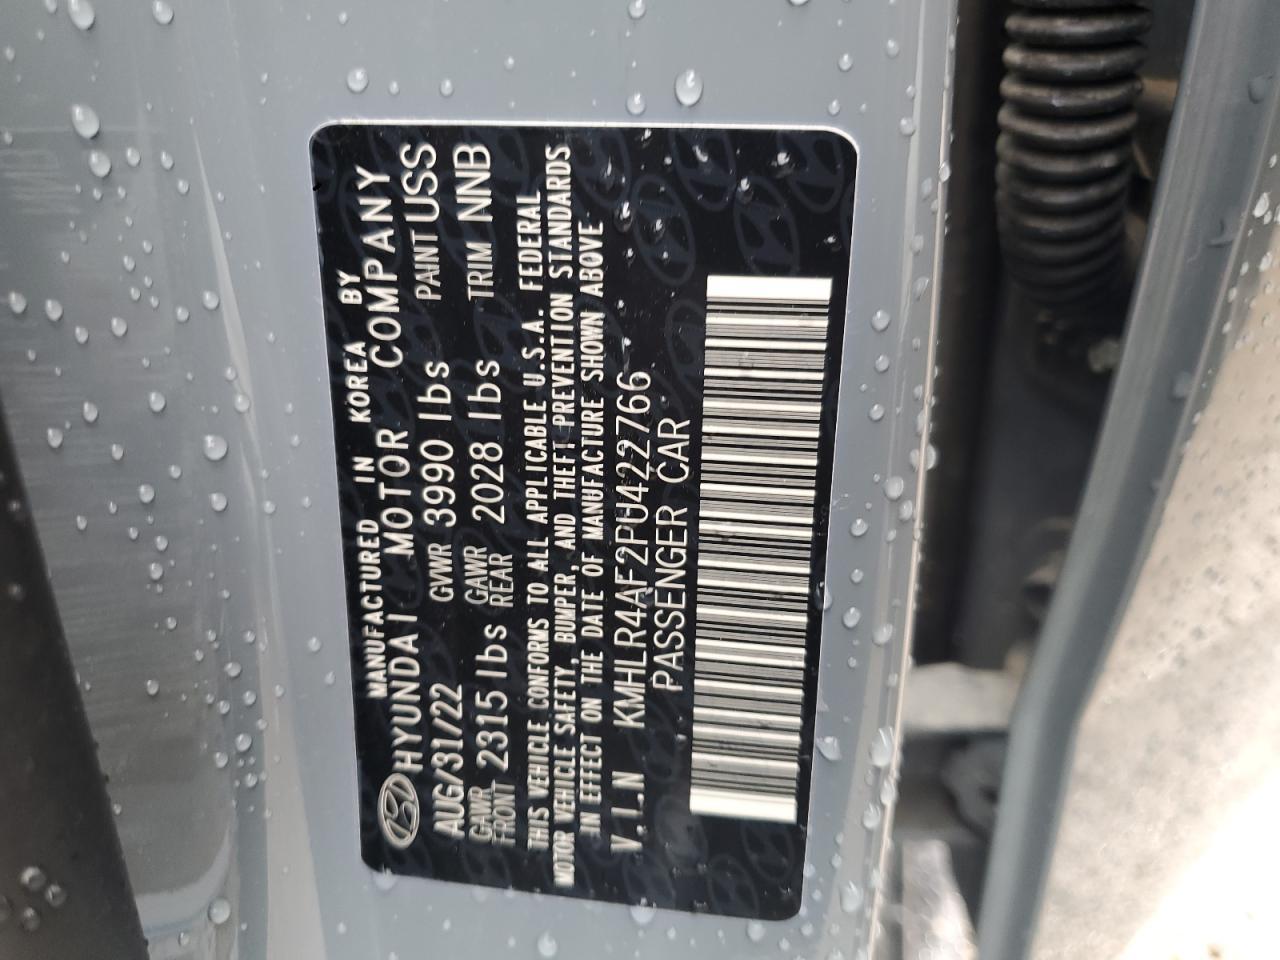 MANUFACTURED IN KOREA BY
HYUNDAI MOTOR COMPANY
AUG/31/22 GVWR 3990 lbs PAINT USS
GAWR FRONT 2315 lbs GAWR REAR 2028 lbs TRIM NNB
THIS VEHICLE CONFORMS TO ALL APPLICABLE U.S.A. FEDERAL
MOTOR VEHICLE SAFETY, BUMPER, AND THEFT PREVENTION STANDARDS
IN EFFECT ON THE DATE OF MANUFACTURE SHOWN ABOVE
V.I.N KMHLR4AF2PU422766
PASSENGER CAR